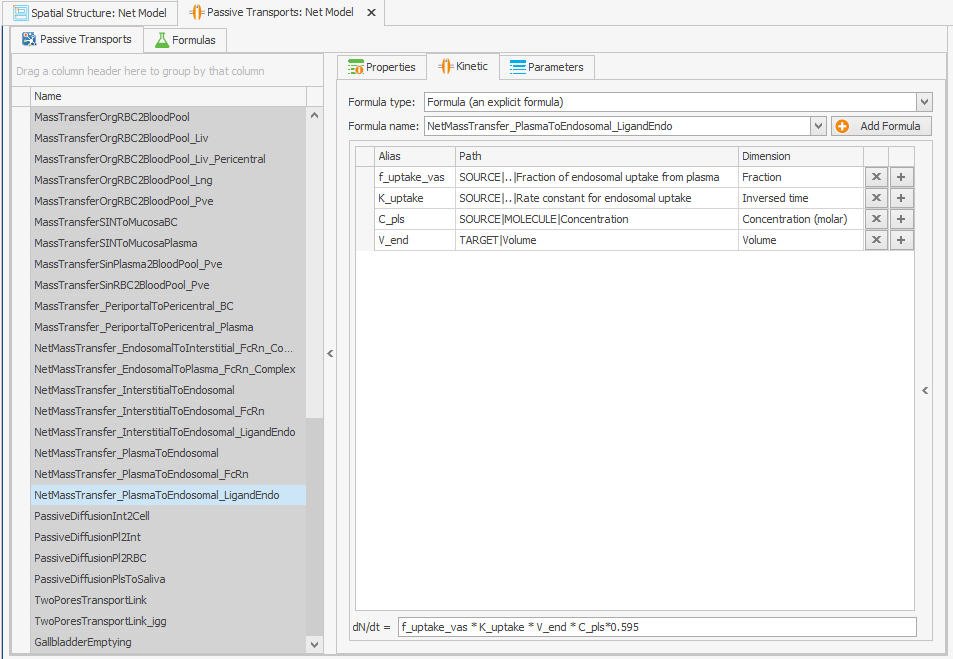 Spatial Structure: Net Model
Passive Transports: Net Model
Passive Transports
Formulas
Drag a column header here to group by that column
Name
MassTransferOrgRBC2BloodPool
MassTransferOrgRBC2BloodPool_Liv
MassTransferOrgRBC2BloodPool_Liv_Pericentral
MassTransferOrgRBC2BloodPool_Lng
MassTransferOrgRBC2BloodPool_Pve
MassTransferSINToMucosaBC
MassTransferSINToMucosaPlasma
MassTransferSinPlasma2BloodPool_Pve
MassTransferSinRBC2BloodPool_Pve
MassTransfer_PeriportalToPericentral_BC
MassTransfer_PeriportalToPericentral_Plasma
NetMassTransfer_EndosomalToInterstitial_FcRn_Co...
NetMassTransfer_EndosomalToPlasma_FcRn_Complex
NetMassTransfer_InterstitialToEndosomal
NetMassTransfer_InterstitialToEndosomal_FcRn
NetMassTransfer_InterstitialToEndosomal_LigandEndo
NetMassTransfer_PlasmaToEndosomal
NetMassTransfer_PlasmaToEndosomal_FcRn
NetMassTransfer_PlasmaToEndosomal_LigandEndo
PassiveDiffusionInt2Cell
PassiveDiffusionPl2Int
PassiveDiffusionPl2RBC
PassiveDiffusionPlsToSaliva
TwoPoresTransportLink
TwoPoresTransportLink_igg
GallbladderEmptying
Properties
Kinetic
Parameters
Formula type: Formula (an explicit formula)
Formula name: NetMassTransfer_PlasmaToEndosomal_LigandEndo
Add Formula
Alias Path Dimension
f_uptake_vas SOURCE|..|Fraction of endosomal uptake from plasma Fraction
K_uptake SOURCE|..|Rate constant for endosomal uptake Inversed time
C_pls SOURCE|MOLECULE|Concentration Concentration (molar)
V_end TARGET|Volume Volume
dN/dt = f_uptake_vas * K_uptake * V_end * C_pls*0.595